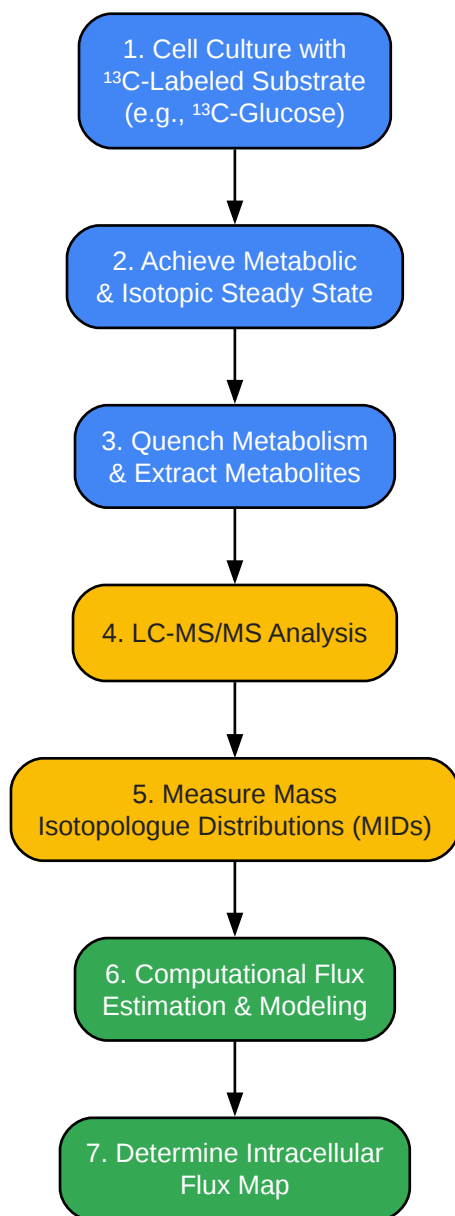 1. Cell Culture with
¹³C-Labeled Substrate
(e.g., ¹³C-Glucose)
2. Achieve Metabolic
& Isotopic Steady State
3. Quench Metabolism
& Extract Metabolites
4. LC-MS/MS Analysis
5. Measure Mass
Isotopologue Distributions (MIDs)
6. Computational Flux
Estimation & Modeling
7. Determine Intracellular
Flux Map